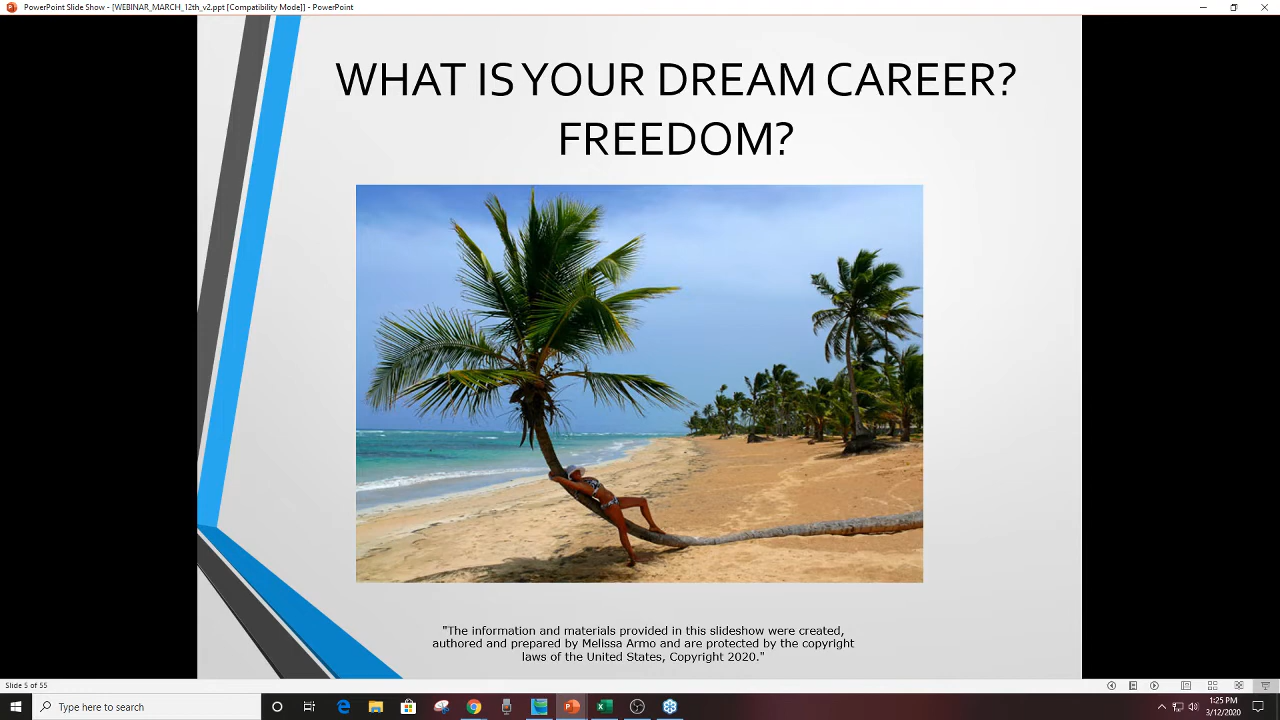 PowerPoint Slide Show - [WEBINAR_MARCH_12th_v2.ppt [Compatibility Mode]] - PowerPoint
WHAT IS YOUR DREAM CAREER?
FREEDOM?
"The information and materials provided in this slideshow were created,
authored and prepared by Melissa Armo and are protected by the copyright
laws of the United States, Copyright 2020."
Slide 5 of 55
Type here to search
1:25 PM
3/12/2020